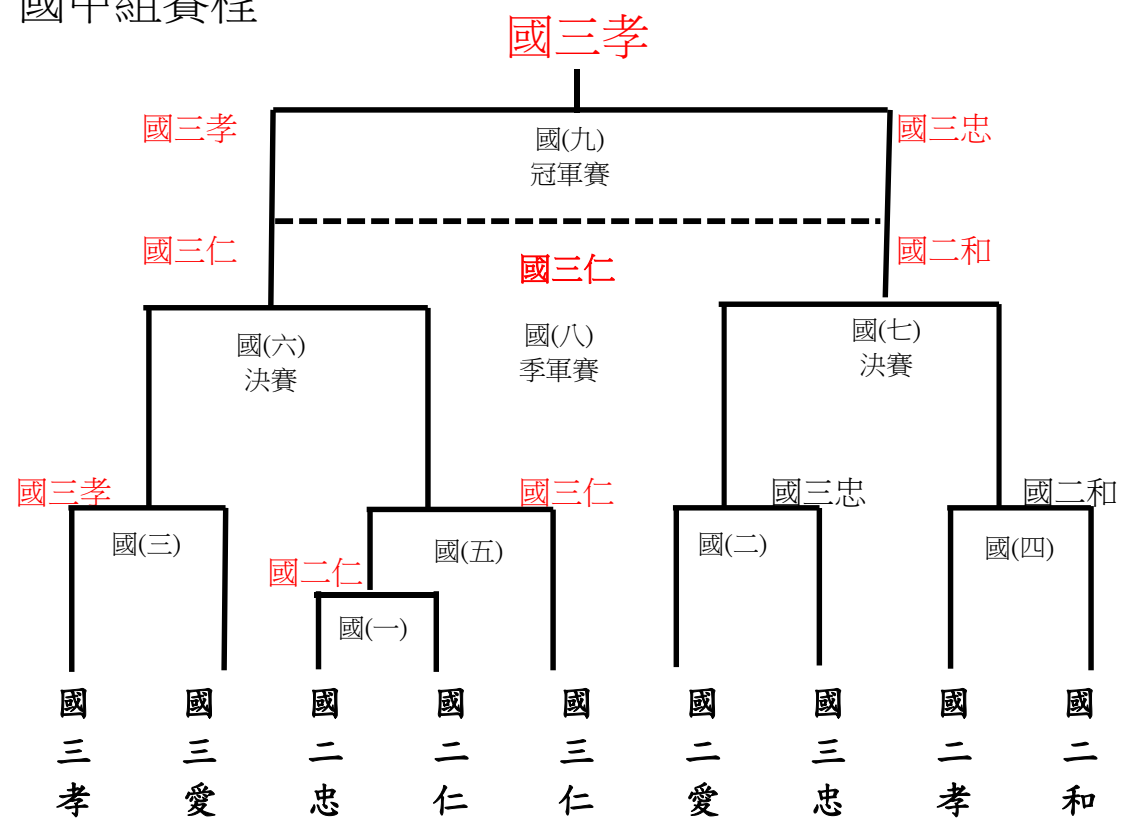 國中組賽程
國三孝
國三孝
國三忠
國(九)
冠軍賽
國三仁
國二和
國三仁
國(六)
決賽
國(八)
季軍賽
國(七)
決賽
國三孝
國三仁
國三忠
國二和
國(三)
國(五)
國(二)
國(四)
國二仁
國(一)
國三孝
國三愛
國二忠
國二仁
國三仁
國二愛
國三忠
國二孝
國二和